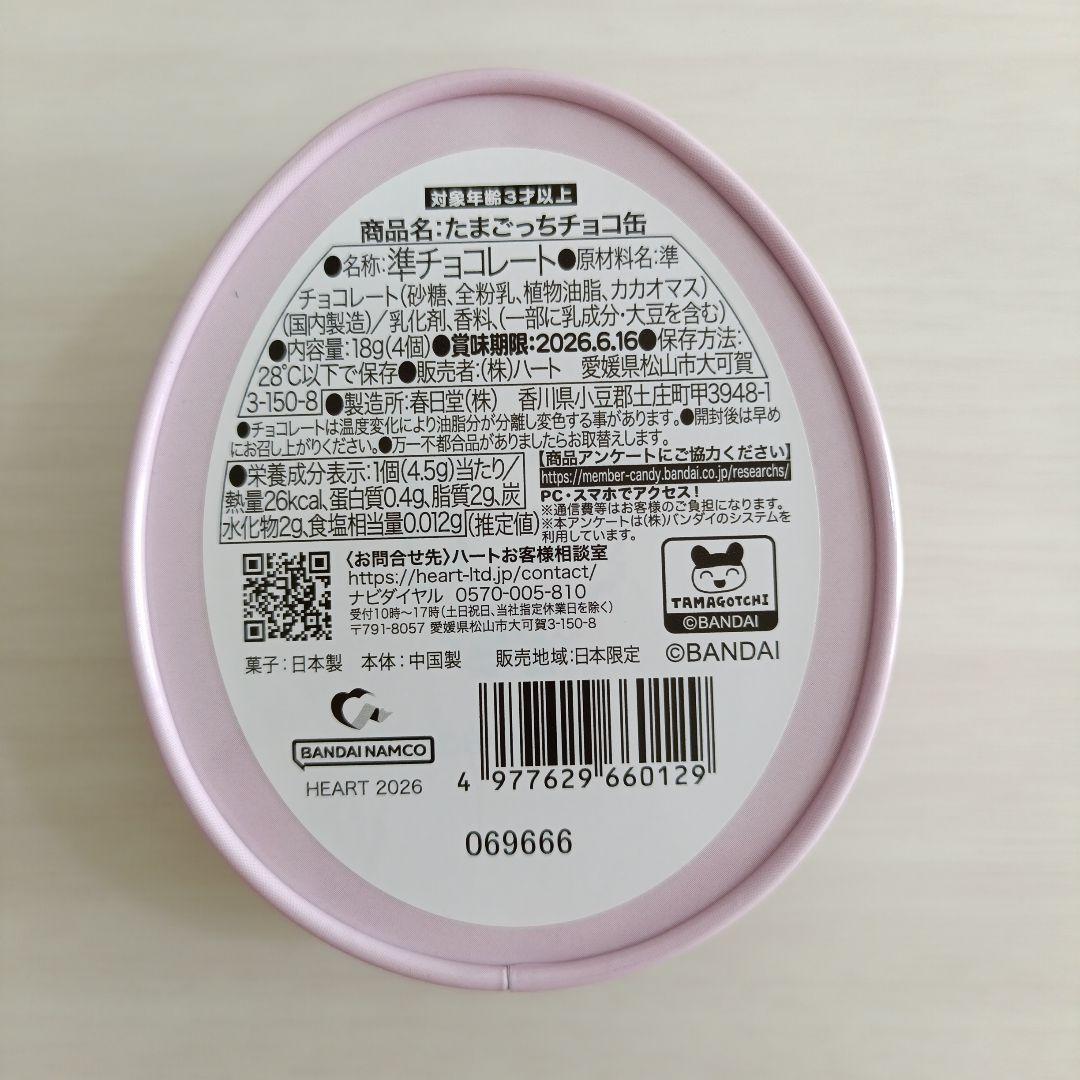 対象年齢3才以上
商品名:たまごっちチョコ缶
●名称:準チョコレート●原材料名:準
チョコレート(砂糖、全粉乳、植物油脂、カカオマス)
(国内製造)/乳化剤、香料、(一部に乳成分・大豆を含む)
●内容量:18g(4個)●賞味期限:2026.6.16●保存方法:
28℃以下で保存●販売者:(株)ハート 愛媛県松山市大可賀
3-150-8 ●製造所:春日堂(株) 香川県小豆郡土庄町甲3948-1
●チョコレートは温度変化により油脂分が分離し変色する事があります。●開封後は早め
にお召し上がりください。●万一不都合品がありましたらお取替えします。
●栄養成分表示:1個(4.5g)当たり/
熱量26kcal、蛋白質0.4g、脂質2g、炭
水化物2g、食塩相当量0.012g(推定値)
【商品アンケートにご協力ください】
https://member-candy.bandai.co.jp/researchs/
PC・スマホでアクセス!
※通信費等はお客様のご負担になります。
※本アンケートは(株)バンダイのシステムを
利用しています。
〈お問合せ先〉ハートお客様相談室
https://heart-ltd.jp/contact/
ナビダイヤル 0570-005-810
受付10時〜17時(土日祝日、当社指定休業日を除く)
〒791-8057 愛媛県松山市大可賀3-150-8
TAMAGOTCHI
©BANDAI
菓子:日本製 本体:中国製 販売地域:日本限定 ©BANDAI
BANDAI NAMCO
HEART 2026
4 977629 660129
069666